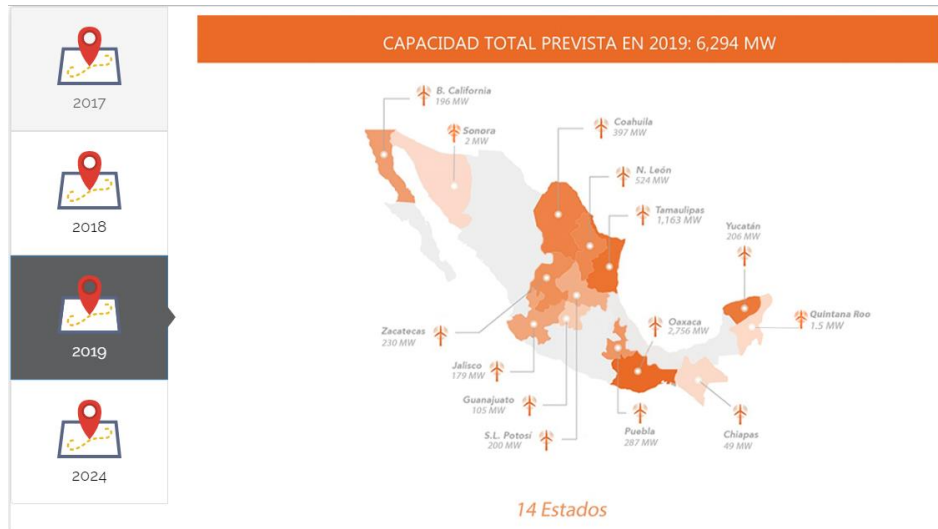 2017
2018
2019
2024
CAPACIDAD TOTAL PREVISTA EN 2019: 6,294 MW
B. California
196 MW
Sonora
2 MW
Coahuila
397 MW
N. León
524 MW
Tamaulipas
1,163 MW
Yucatán
206 MW
Quintana Roo
1.5 MW
Oaxaca
2,756 MW
Zacatecas
230 MW
Jalisco
179 MW
Guanajuato
105 MW
S.L. Potosí
200 MW
Puebla
287 MW
Chiapas
49 MW
14 Estados